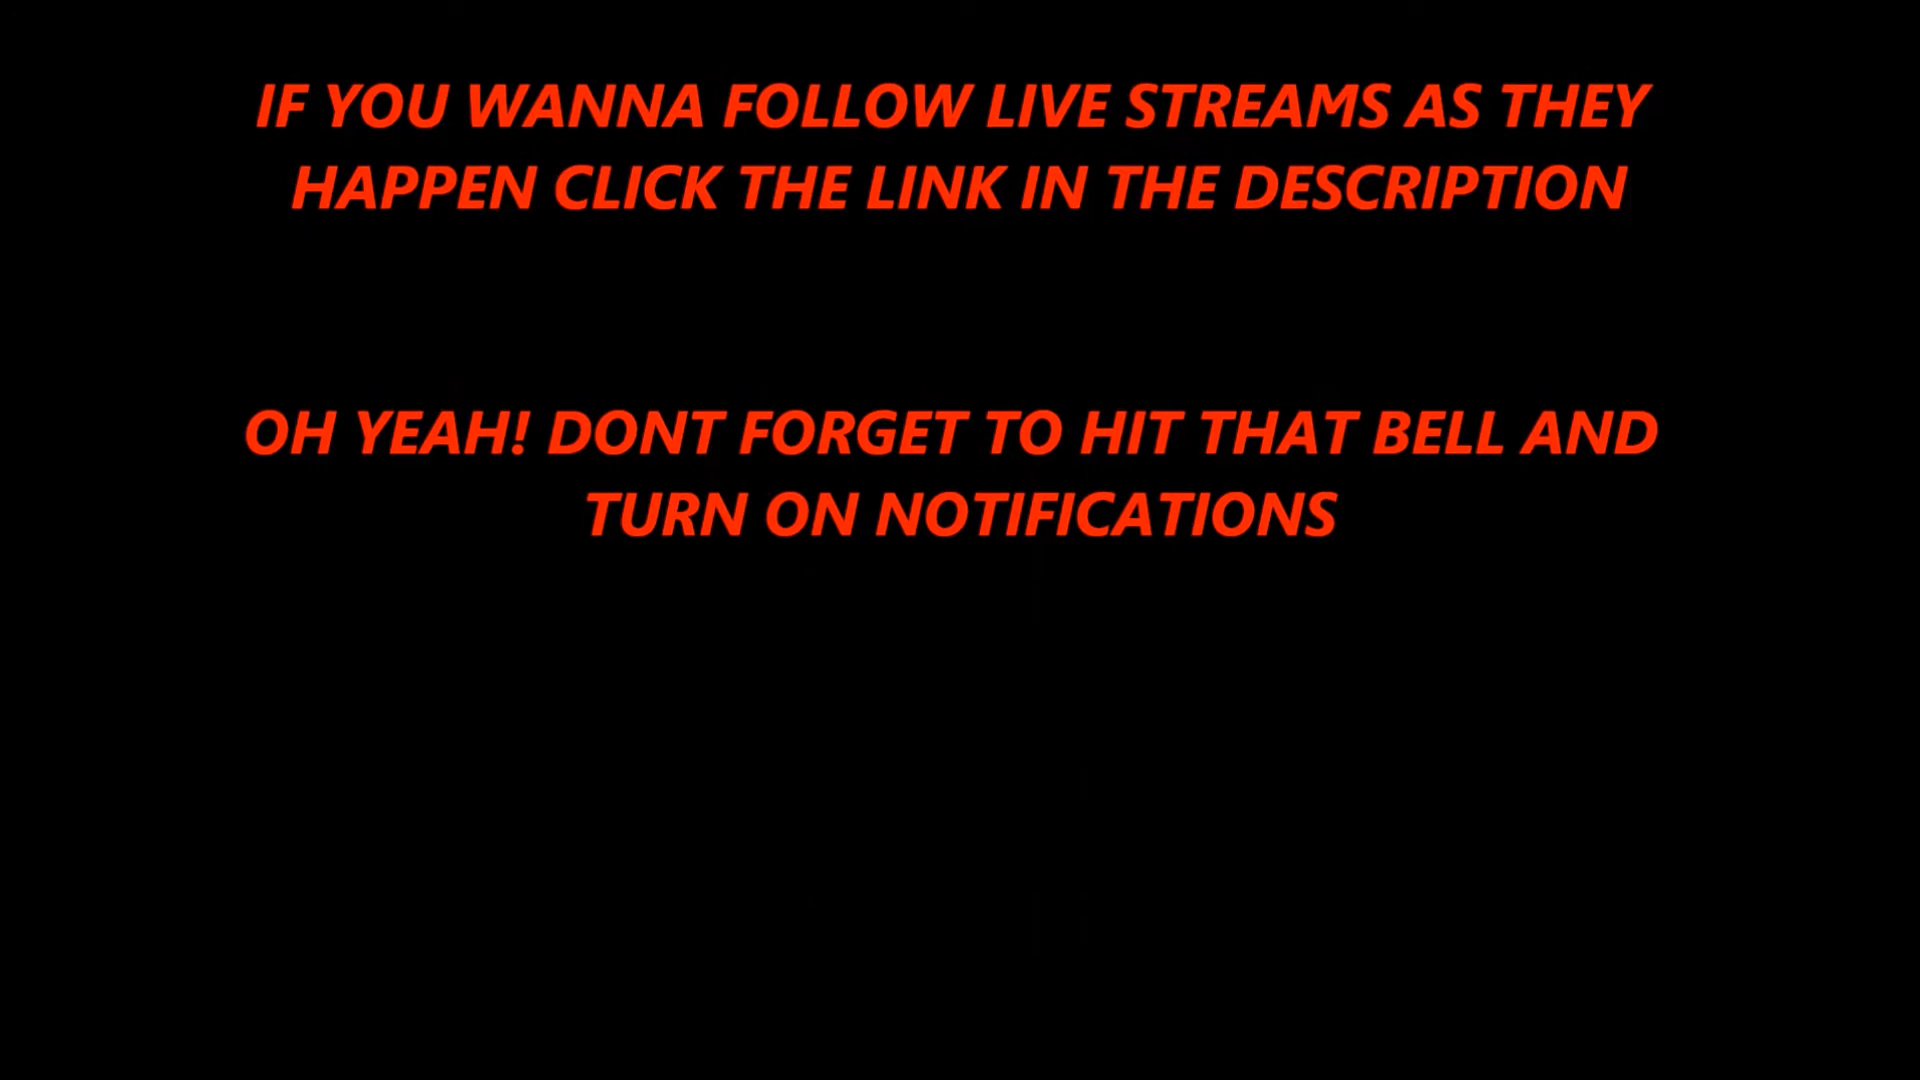 IF YOU WANNA FOLLOW LIVE STREAMS AS THEY
HAPPEN CLICK THE LINK IN THE DESCRIPTION
OH YEAH! DONT FORGET TO HIT THAT BELL AND
TURN ON NOTIFICATIONS